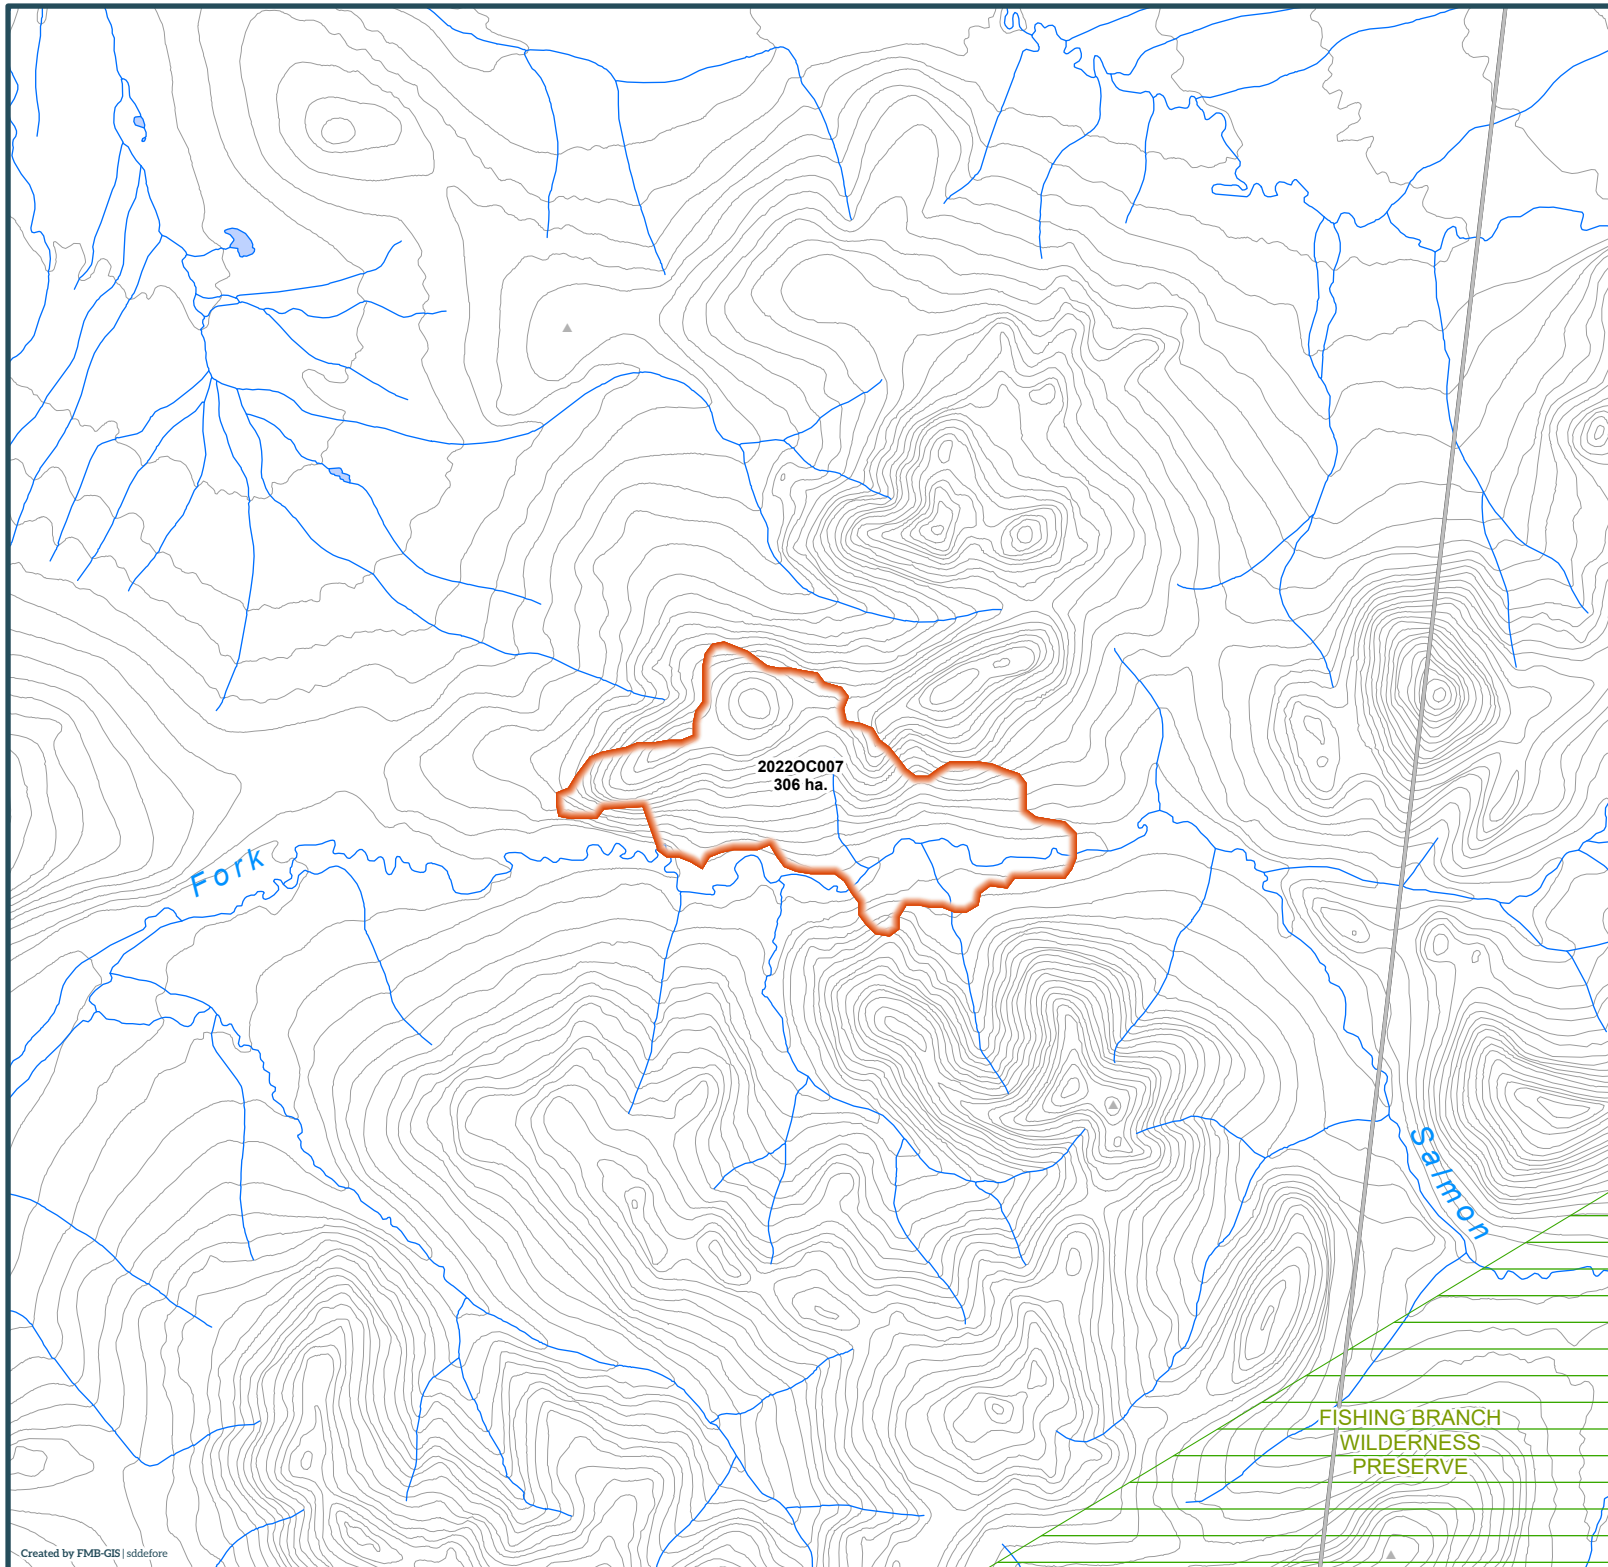 2022OC007
306 ha.
Fork
Salmon
FISHING BRANCH
WILDERNESS
PRESERVE
Created by FMB-GIS | sddefore